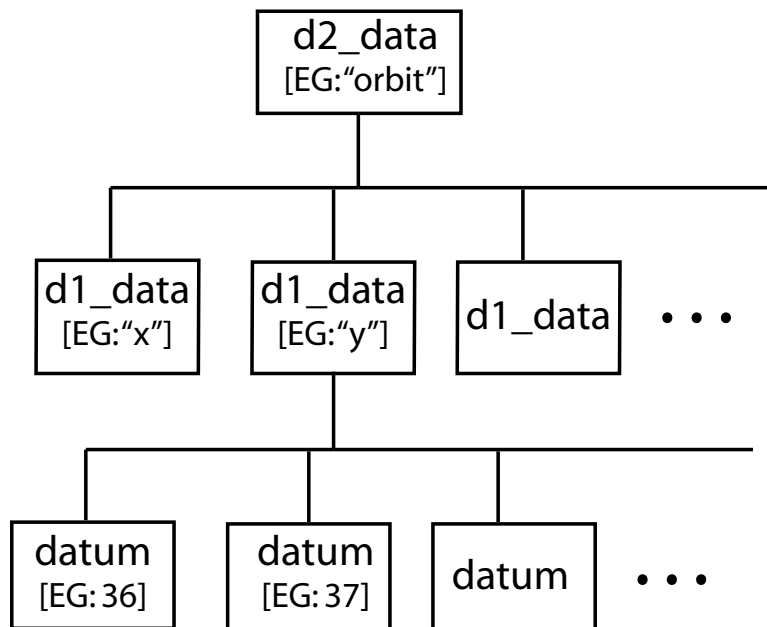 d2_data
[EG:“orbit”]
d1_data
[EG:“x”]
d1_data
[EG:“y”]
d1_data
• • •
datum
[EG: 36]
datum
[EG: 37]
datum
• • •